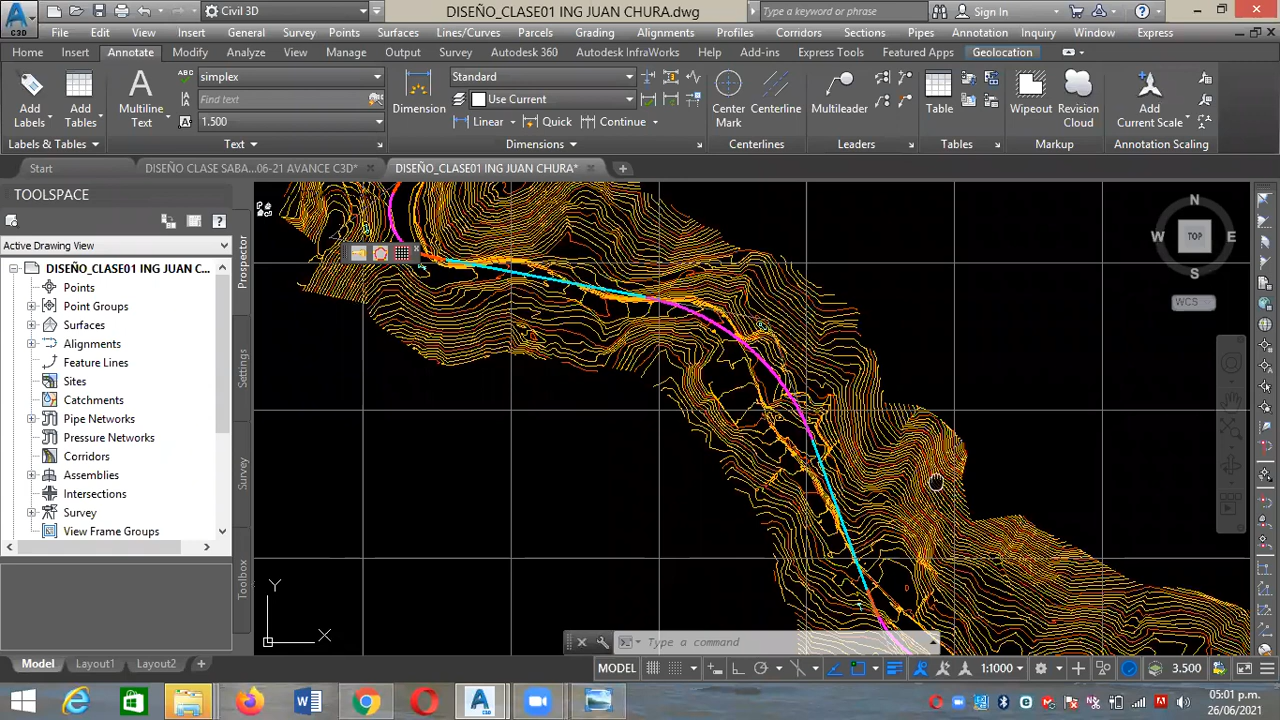 Civil 3D
DISEÑO_CLASE01 ING JUAN CHURA.dwg
Type a keyword or phrase
Sign In
C3D
File Edit View Insert General Survey Points Surfaces Lines/Curves Parcels Grading Alignments Profiles Corridors Sections Pipes Annotation Inquiry Window Express
Home Insert Annotate Modify Analyze View Manage Output Survey Autodesk 360 Autodesk InfraWorks Help Add-ins Express Tools Featured Apps Geolocation
Add Labels
Add Tables
Labels & Tables
Multiline Text
simplex
Find text
1.500
Text
Dimension
Standard
Use Current
Linear Quick Continue
Dimensions
Center Mark
Centerline
Centerlines
Multileader
Leaders
Table
Tables
Wipeout
Revision Cloud
Markup
Add Current Scale
Annotation Scaling
Start
DISEÑO CLASE SABA...06-21 AVANCE C3D*
DISEÑO_CLASE01 ING JUAN CHURA*
TOOLSPACE
Active Drawing View
DISEÑO_CLASE01 ING JUAN C...
Points
Point Groups
Surfaces
Alignments
Feature Lines
Sites
Catchments
Pipe Networks
Pressure Networks
Corridors
Assemblies
Intersections
Survey
View Frame Groups
Prospector
Settings
Survey
Toolbox
N
W TOP E
S
WCS
Y
X
Type a command
Model Layout1 Layout2
MODEL
1:1000
3.500
05:01 p.m.
26/06/2021